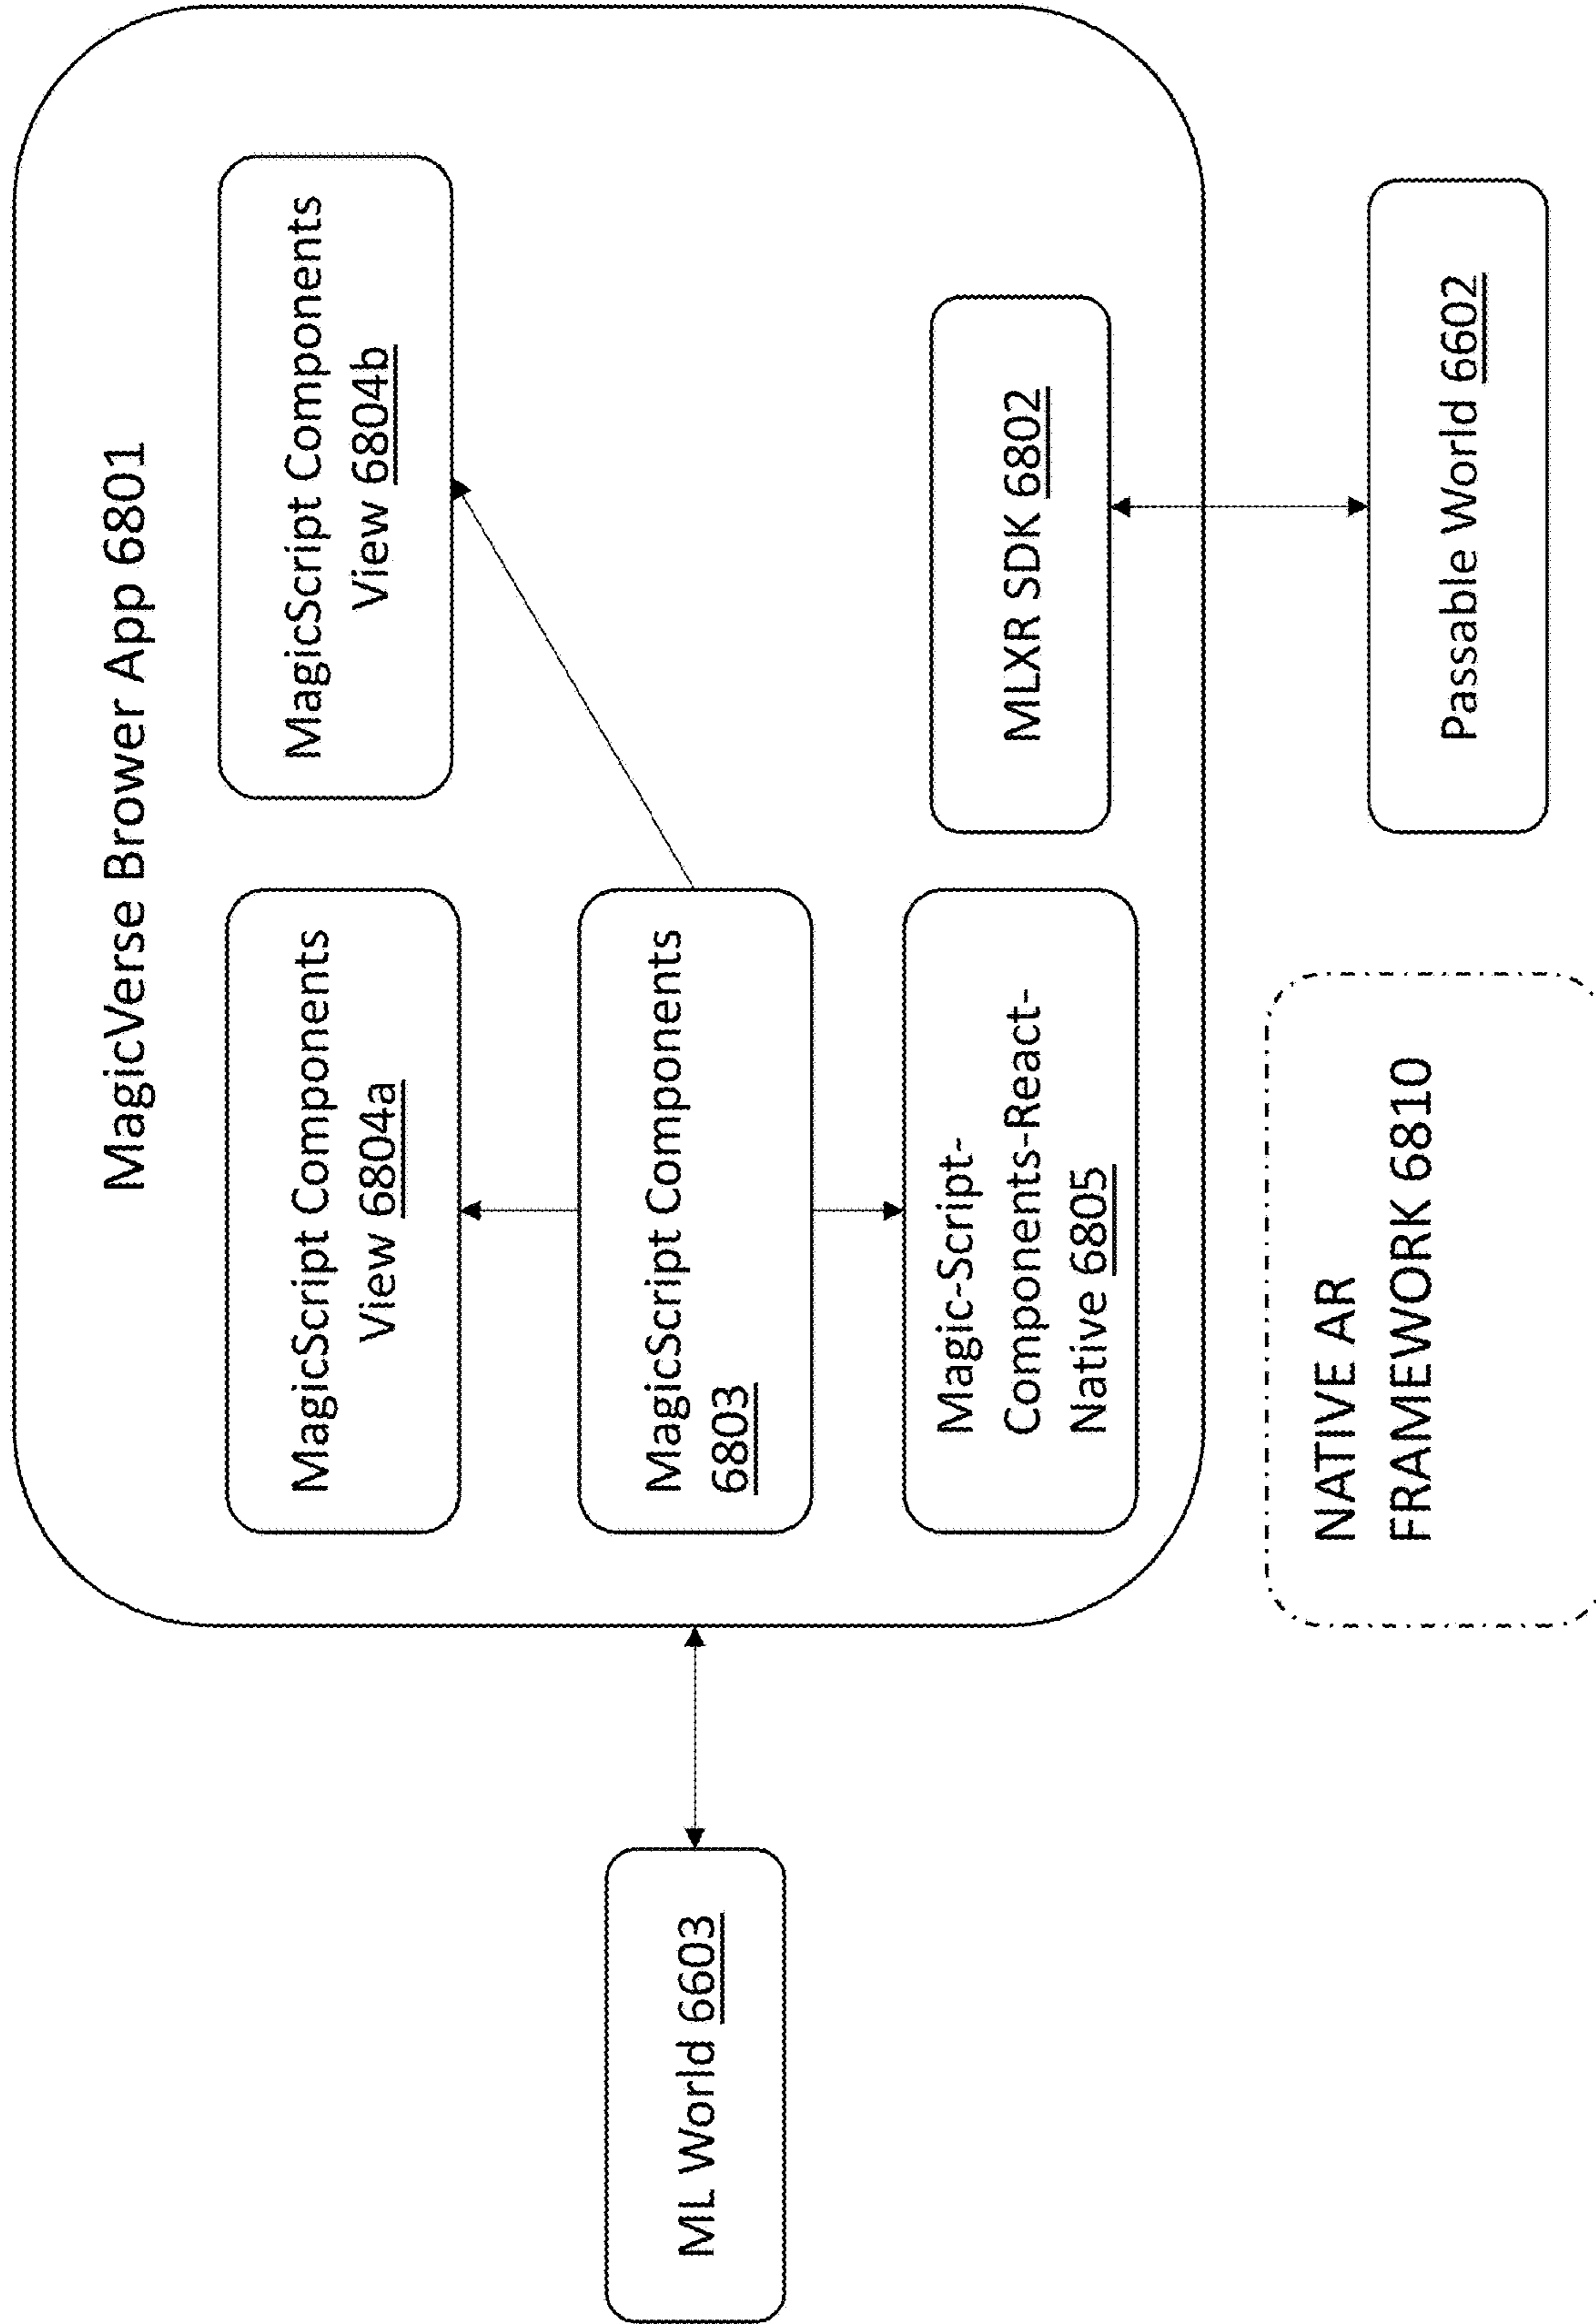 MagicVerse Brower App 6801
MagicScript Components
View 6804a
MagicScript Components
View 6804b
ML World 6603
MagicScript Components
6803
Magic-Script-
Components-React-
Native 6805
MLXR SDK 6802
NATIVE AR
FRAMEWORK 6810
Passable World 6602